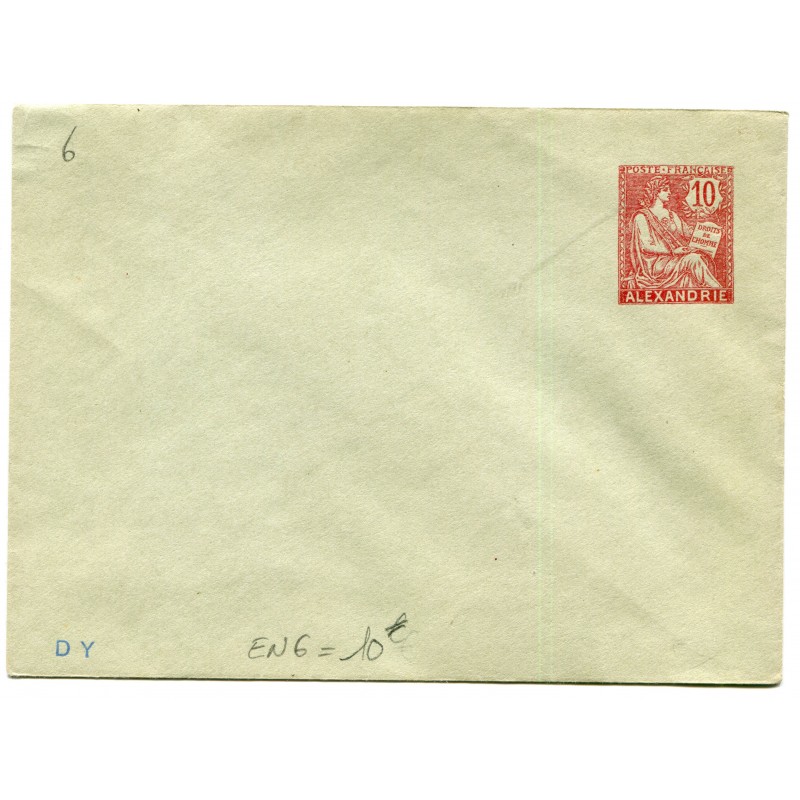 6
POSTE · FRANÇAISE
10
DROITS
DE
L'HOMME
ALEXANDRIE
DY
EN6 = 10€